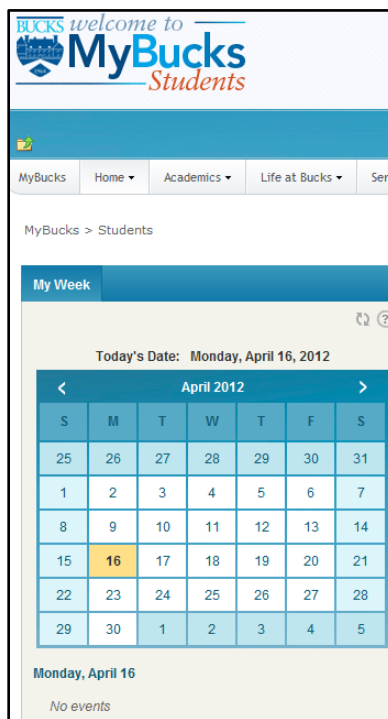 BUCKS welcome to
MyBucks
Students
1964
MyBucks Home Academics Life at Bucks Ser
MyBucks > Students
My Week
Today's Date: Monday, April 16, 2012
April 2012
S M T W T F S
25 26 27 28 29 30 31
1 2 3 4 5 6 7
8 9 10 11 12 13 14
15 16 17 18 19 20 21
22 23 24 25 26 27 28
29 30 1 2 3 4 5
Monday, April 16
No events